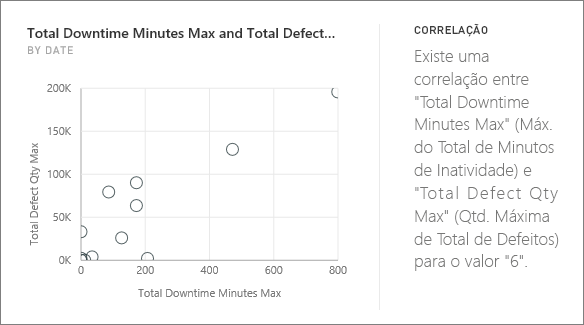 Total Downtime Minutes Max and Total Defect...
BY DATE
200K
150K
100K
50K
0K
Total Defect Qty Max
0
200
400
600
800
Total Downtime Minutes Max
CORRELAÇÃO
Existe uma
correlação entre
"Total Downtime
Minutes Max" (Máx.
do Total de Minutos
de Inatividade) e
"Total Defect Qty
Max" (Qtd. Máxima
de Total de Defeitos)
para o valor "6".